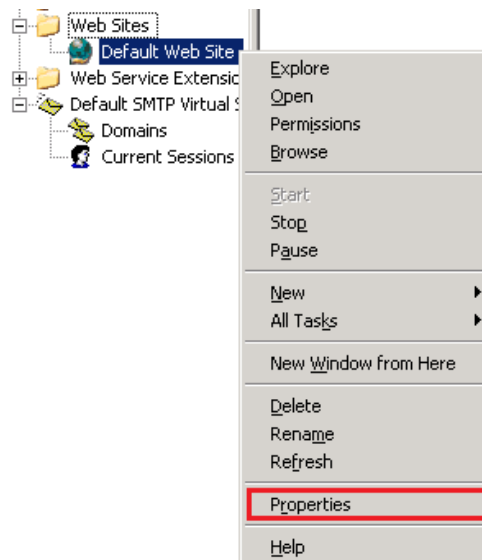 Web Sites
Default Web Site
Web Service Extensio
Default SMTP Virtual S
Domains
Current Sessions
Explore
Open
Permissions
Browse
Start
Stop
Pause
New
All Tasks
New Window from Here
Delete
Rename
Refresh
Properties
Help